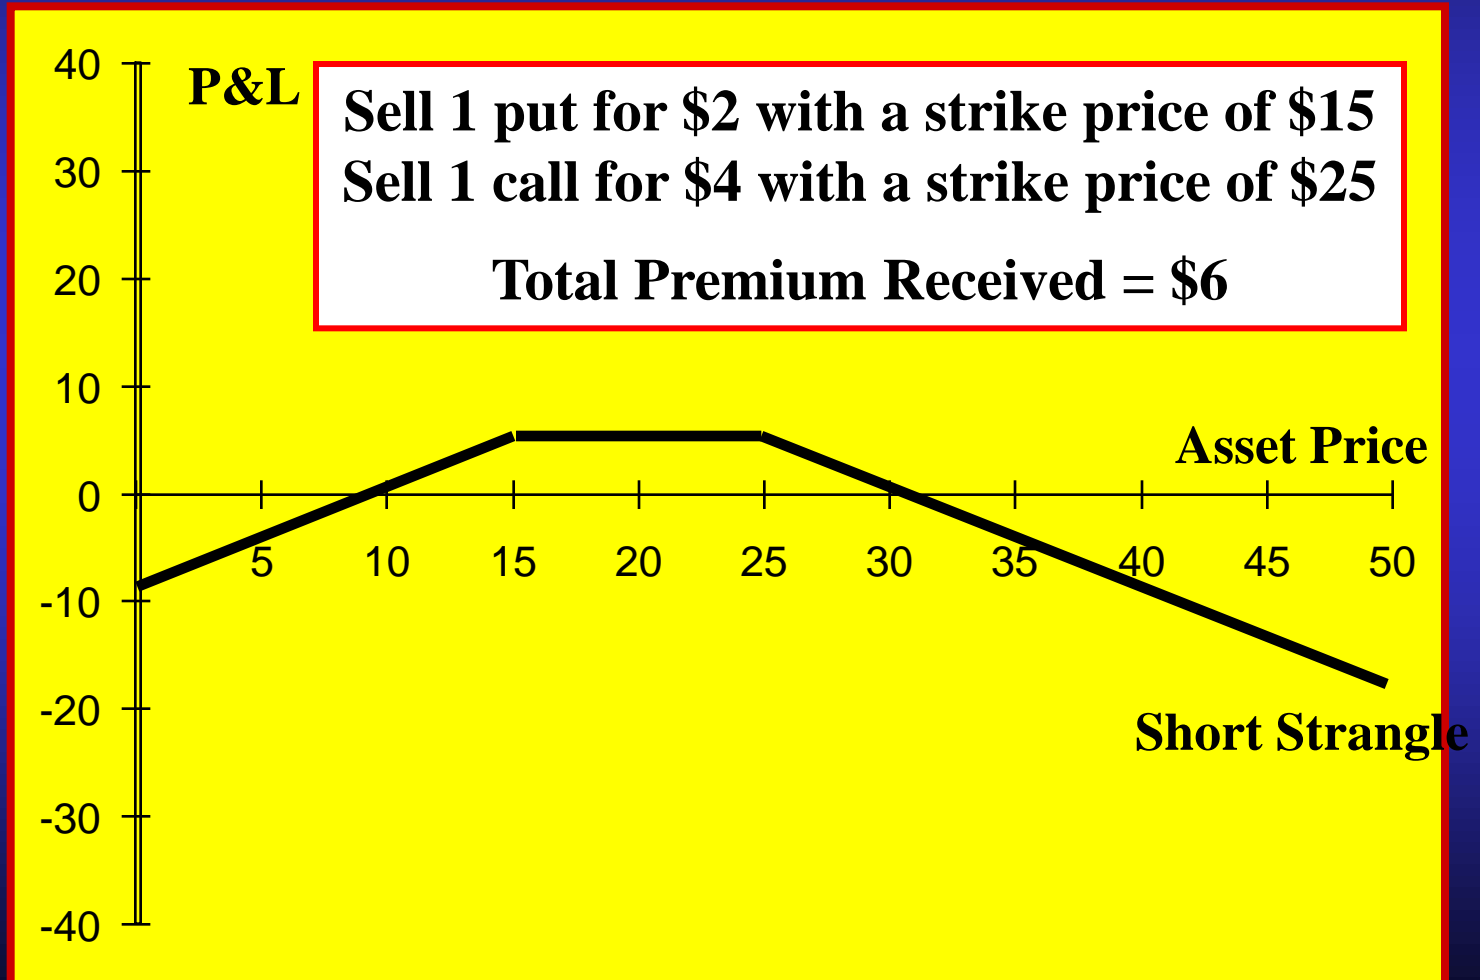 40
P&L
Sell 1 put for $2 with a strike price of $15
Sell 1 call for $4 with a strike price of $25
Total Premium Received = $6
30
20
10
Asset Price
0
5 10 15 20 25 30 35 40 45 50
-10
-20
Short Strangle
-30
-40